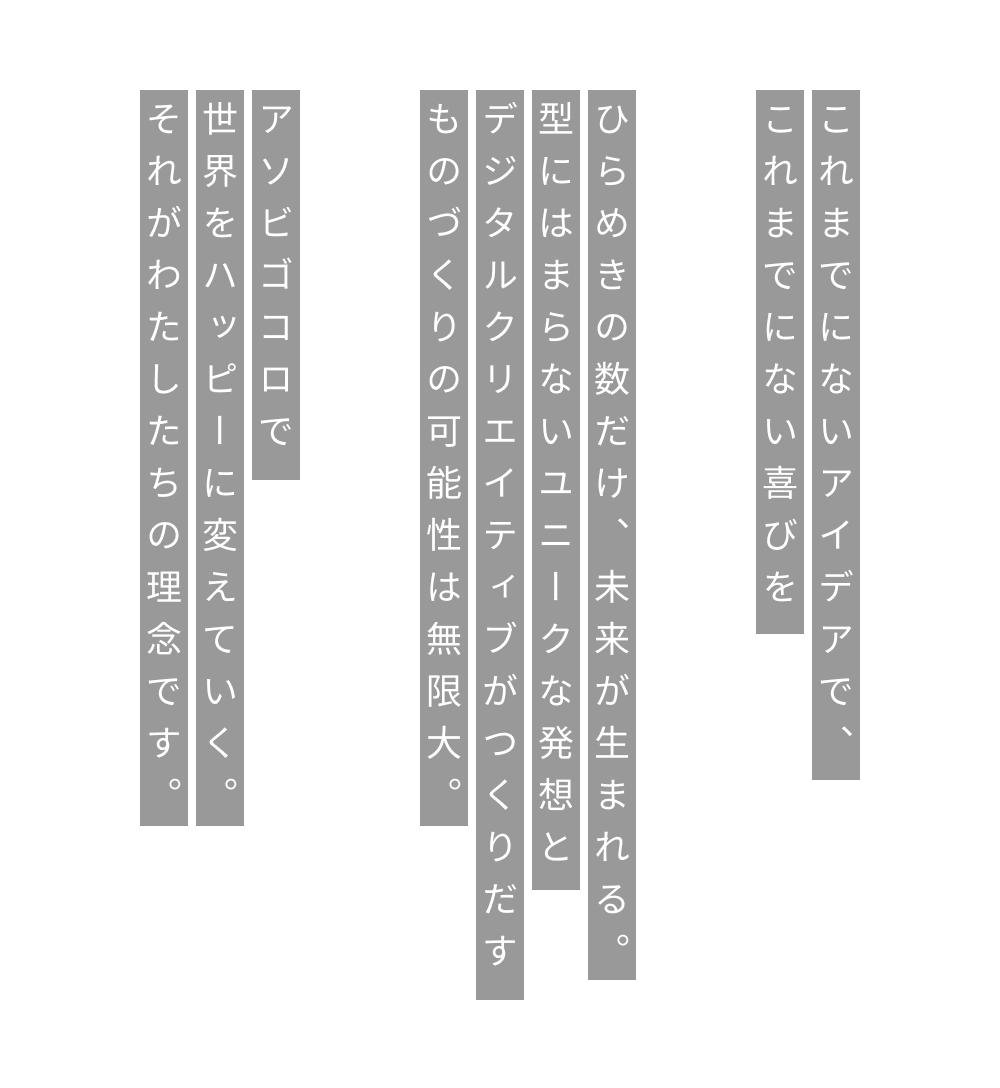 これまでにないアイデアで、
これまでにない喜びを
ひらめきの数だけ、未来が生まれる。
型にはまらないユニークな発想と
デジタルクリエイティブがつくりだす
ものづくりの可能性は無限大。
アソビゴコロで
世界をハッピーに変えていく。
それがわたしたちの理念です。